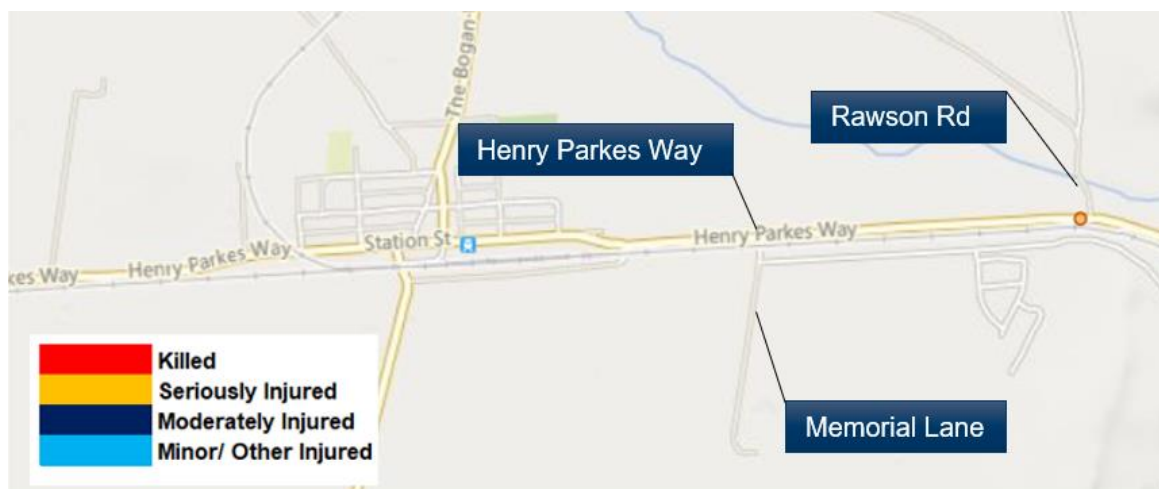 The Bogan
Rawson Rd
Henry Parkes Way
Station St
Henry Parkes Way
Henry Parkes Way
kes Way
Killed
Seriously Injured
Moderately Injured
Minor/ Other Injured
Memorial Lane